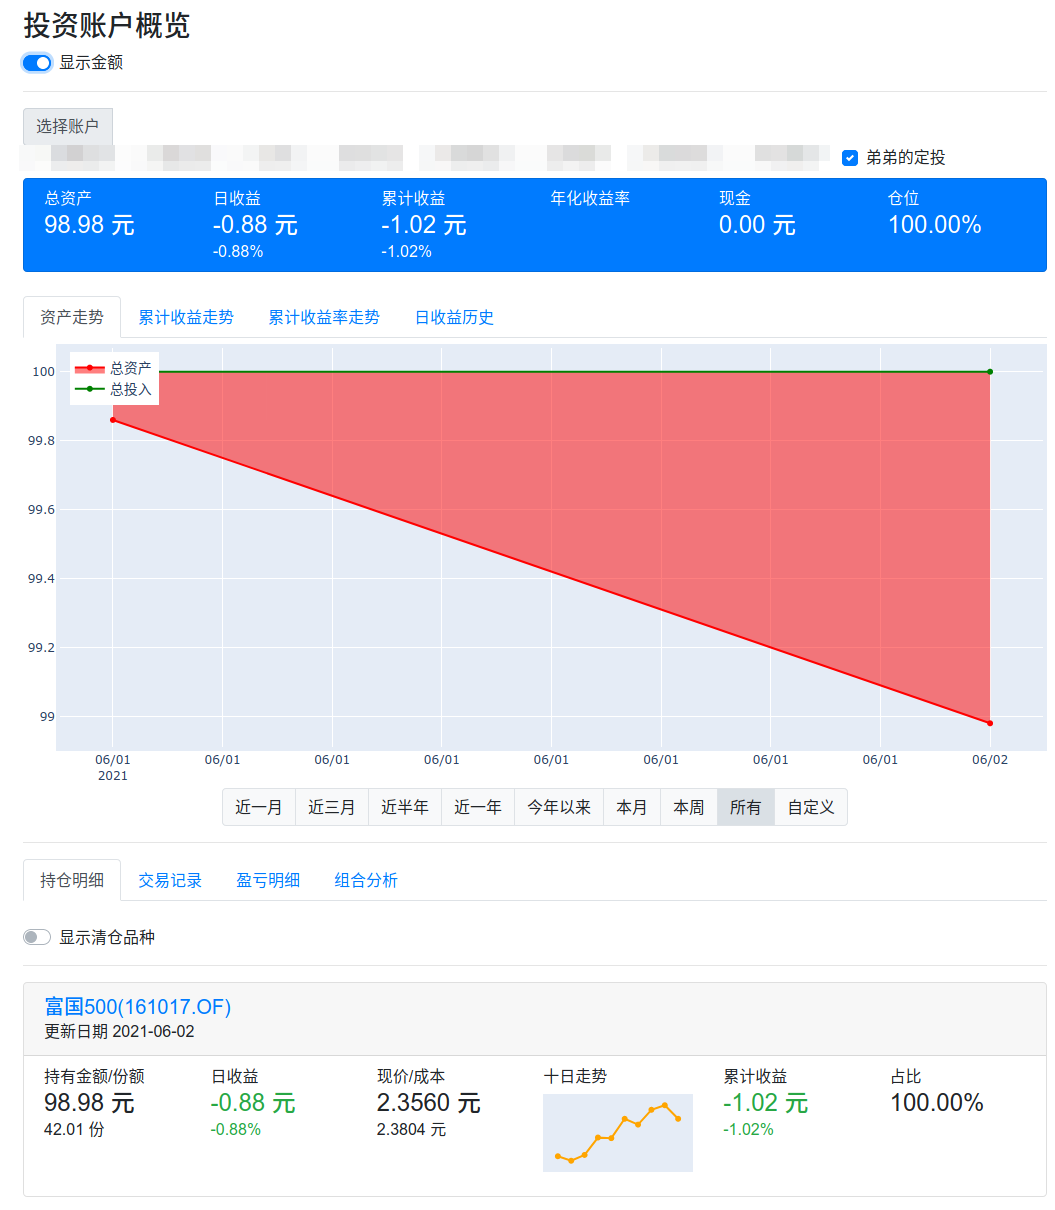 投资账户概览
显示金额
选择账户
弟弟的定投
总资产 日收益 累计收益 年化收益率 现金 仓位
98.98 元 -0.88 元 -1.02 元 0.00 元 100.00%
-0.88% -1.02%
资产走势 累计收益走势 累计收益率走势 日收益历史
总资产
总投入
100
99.8
99.6
99.4
99.2
99
06/01 06/01 06/01 06/01 06/01 06/01 06/01 06/01 06/02
2021
近一月 近三月 近半年 近一年 今年以来 本月 本周 所有 自定义
持仓明细 交易记录 盈亏明细 组合分析
显示清仓品种
富国500(161017.OF)
更新日期 2021-06-02
持有金额/份额 日收益 现价/成本 十日走势 累计收益 占比
98.98 元 -0.88 元 2.3560 元 -1.02 元 100.00%
42.01 份 -0.88% 2.3804 元 -1.02%